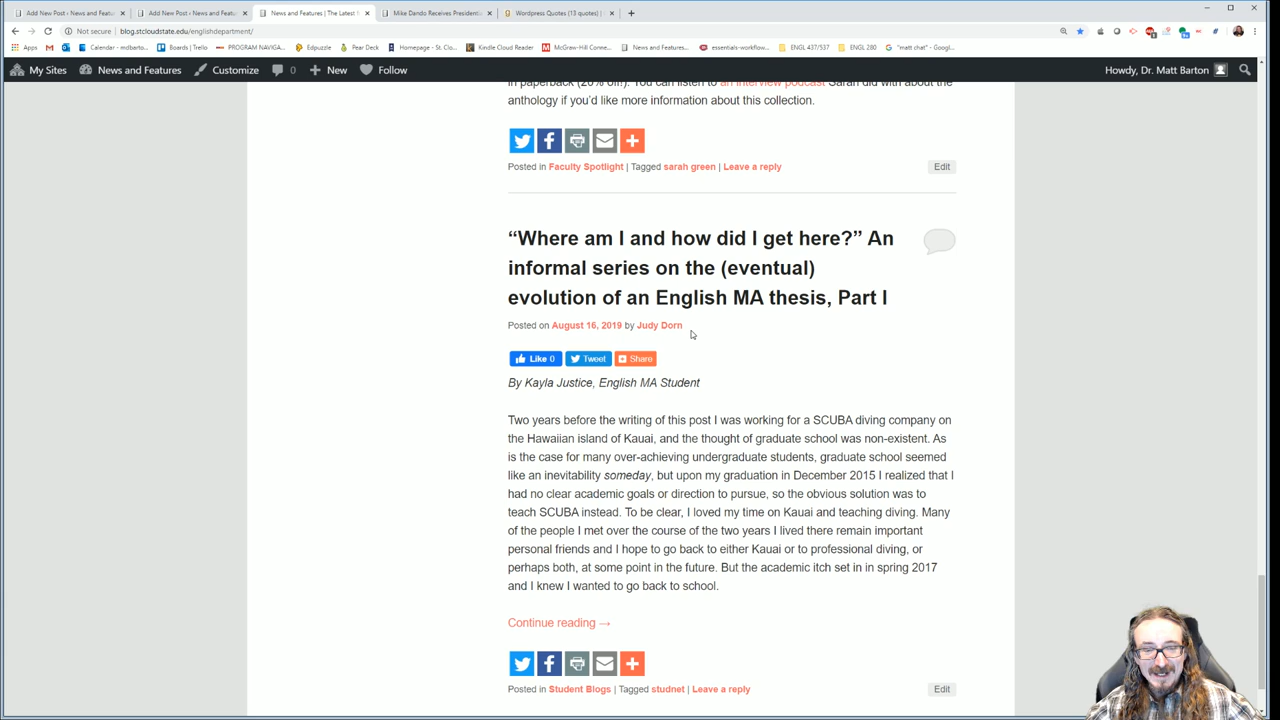 Add New Post ‹ News and Featur
Add New Post ‹ News and Featur
News and Features | The Latest
Mike Dando Receives Presidenti
Wordpress Quotes (13 quotes) |
Not secure | blog.stcloudstate.edu/englishdepartment/
Apps
Calendar - mdbarto...
Boards | Trello
PROGRAM NAVIGA...
Edpuzzle
Pear Deck
Homepage - St. Clo...
Kindle Cloud Reader
McGraw-Hill Conne...
News and Features...
essentials-workflow...
ENGL 437/537
ENGL 280
"matt chat" - Googl...
My Sites
News and Features
Customize
0
New
Follow
Howdy, Dr. Matt Barton
in paperback (20% off!). You can listen to an interview podcast Sarah did with about the
anthology if you'd like more information about this collection.
Posted in Faculty Spotlight | Tagged sarah green | Leave a reply
Edit
“Where am I and how did I get here?” An
informal series on the (eventual)
evolution of an English MA thesis, Part I
Posted on August 16, 2019 by Judy Dorn
Like 0
Tweet
Share
By Kayla Justice, English MA Student
Two years before the writing of this post I was working for a SCUBA diving company on
the Hawaiian island of Kauai, and the thought of graduate school was non-existent. As
is the case for many over-achieving undergraduate students, graduate school seemed
like an inevitability someday, but upon my graduation in December 2015 I realized that I
had no clear academic goals or direction to pursue, so the obvious solution was to
teach SCUBA instead. To be clear, I loved my time on Kauai and teaching diving. Many
of the people I met over the course of the two years I lived there remain important
personal friends and I hope to go back to either Kauai or to professional diving, or
perhaps both, at some point in the future. But the academic itch set in in spring 2017
and I knew I wanted to go back to school.
Continue reading →
Posted in Student Blogs | Tagged studnet | Leave a reply
Edit